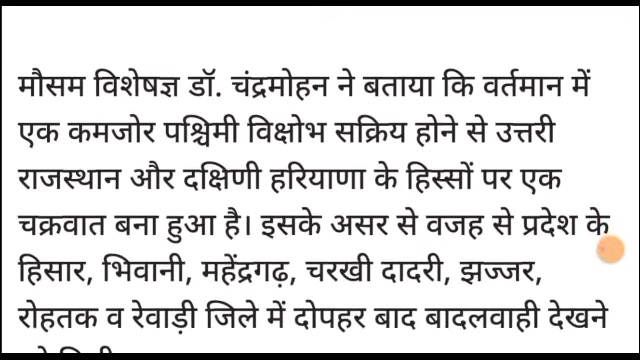 मौसम विशेषज्ञ डॉ. चंद्रमोहन ने बताया कि वर्तमान में
एक कमजोर पश्चिमी विक्षोभ सक्रिय होने से उत्तरी
राजस्थान और दक्षिणी हरियाणा के हिस्सों पर एक
चक्रवात बना हुआ है। इसके असर से वजह से प्रदेश के
हिसार, भिवानी, महेंद्रगढ़, चरखी दादरी, झज्जर,
रोहतक व रेवाड़ी जिले में दोपहर बाद बादलवाही देखने